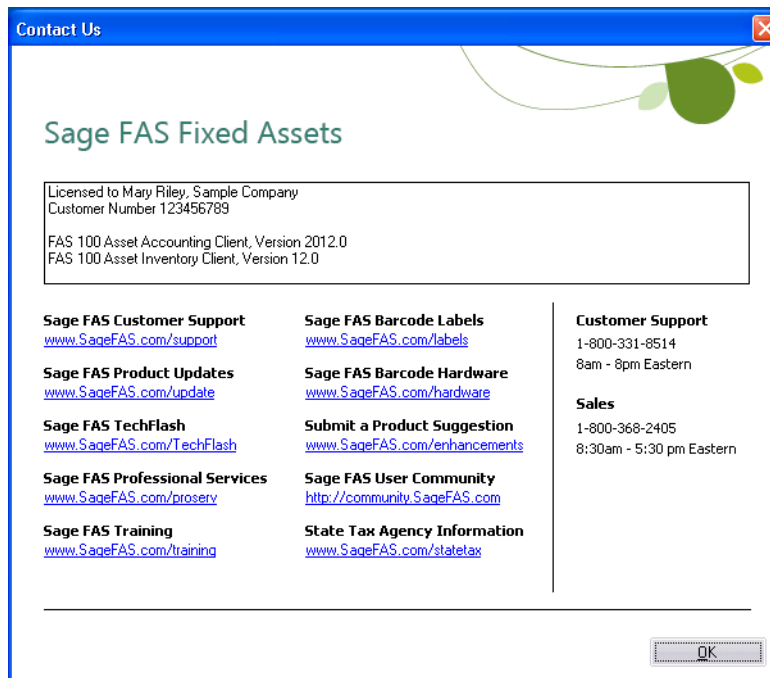 Contact Us
Sage FAS Fixed Assets
Licensed to Mary Riley, Sample Company
Customer Number 123456789
FAS 100 Asset Accounting Client, Version 2012.0
FAS 100 Asset Inventory Client, Version 12.0
Sage FAS Customer Support
www.SageFAS.com/support
Sage FAS Product Updates
www.SageFAS.com/update
Sage FAS TechFlash
www.SageFAS.com/TechFlash
Sage FAS Professional Services
www.SageFAS.com/proserv
Sage FAS Training
www.SageFAS.com/training
Sage FAS Barcode Labels
www.SageFAS.com/labels
Sage FAS Barcode Hardware
www.SageFAS.com/hardware
Submit a Product Suggestion
www.SageFAS.com/enhancements
Sage FAS User Community
http://community.SageFAS.com
State Tax Agency Information
www.SageFAS.com/statetax
Customer Support
1-800-331-8514
8am - 8pm Eastern
Sales
1-800-368-2405
8:30am - 5:30 pm Eastern
OK